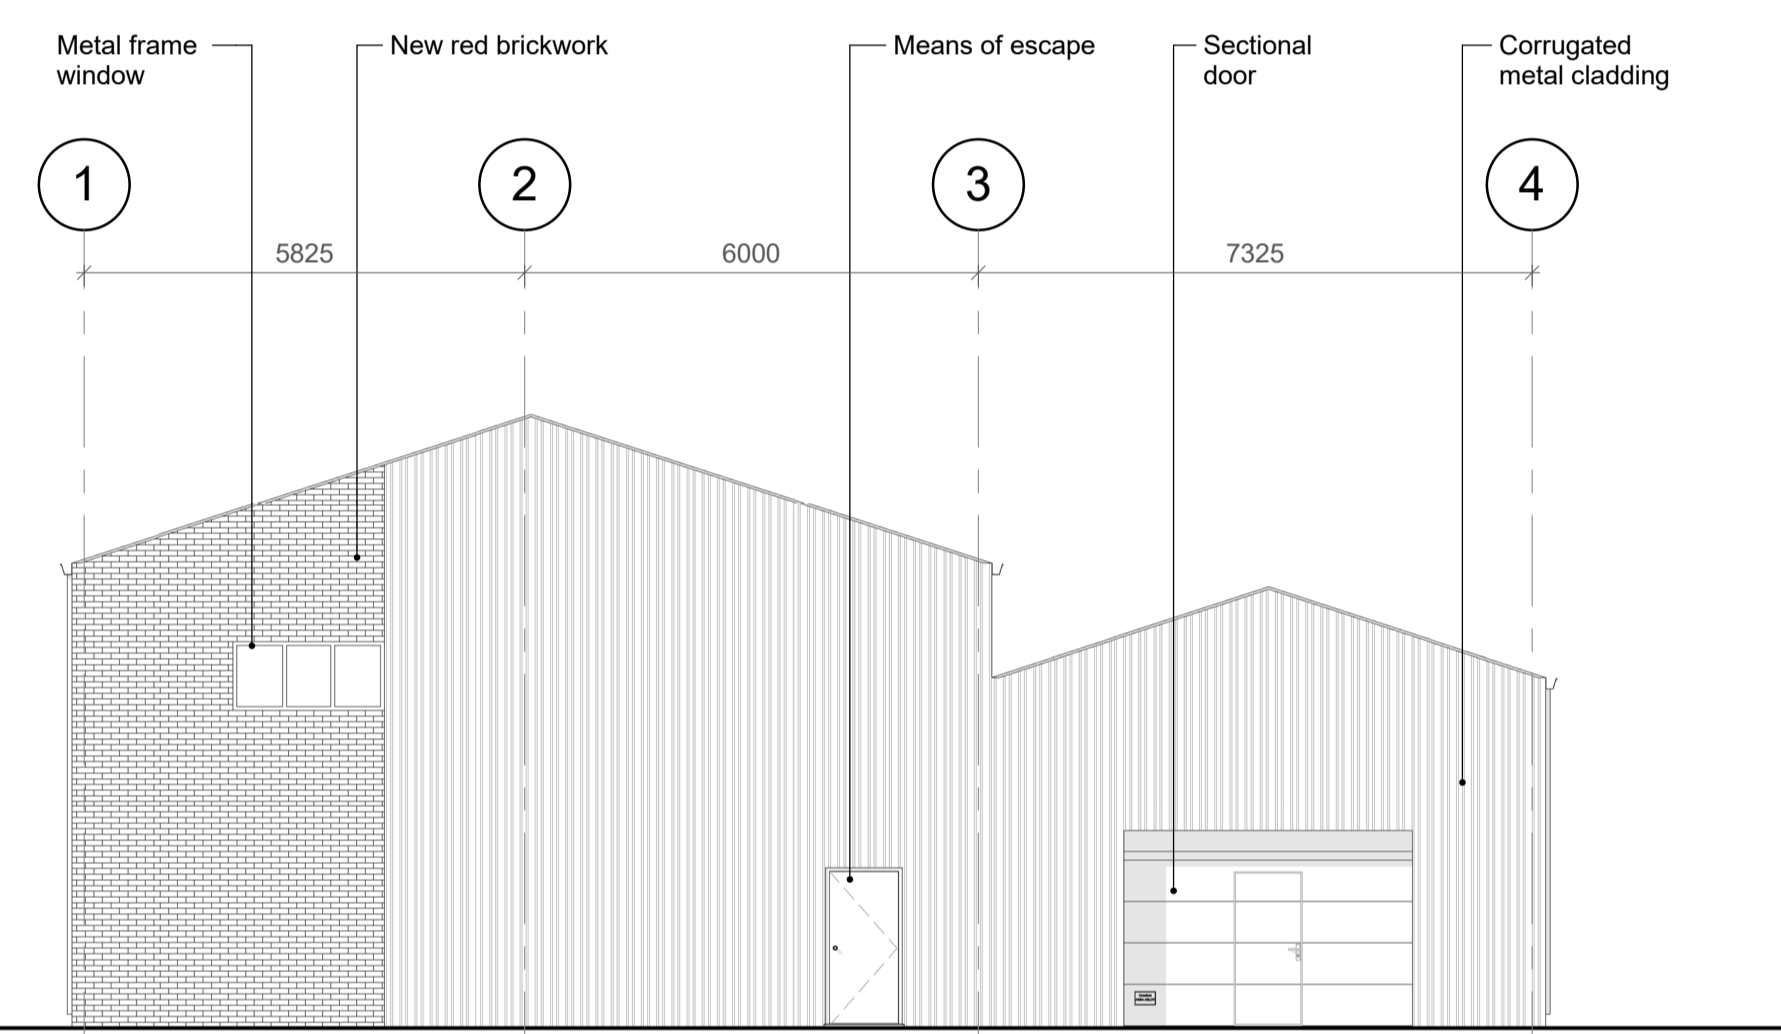 Metal frame
window
New red brickwork
Means of escape
Sectional
door
Corrugated
metal cladding
1
2
3
4
5825
6000
7325